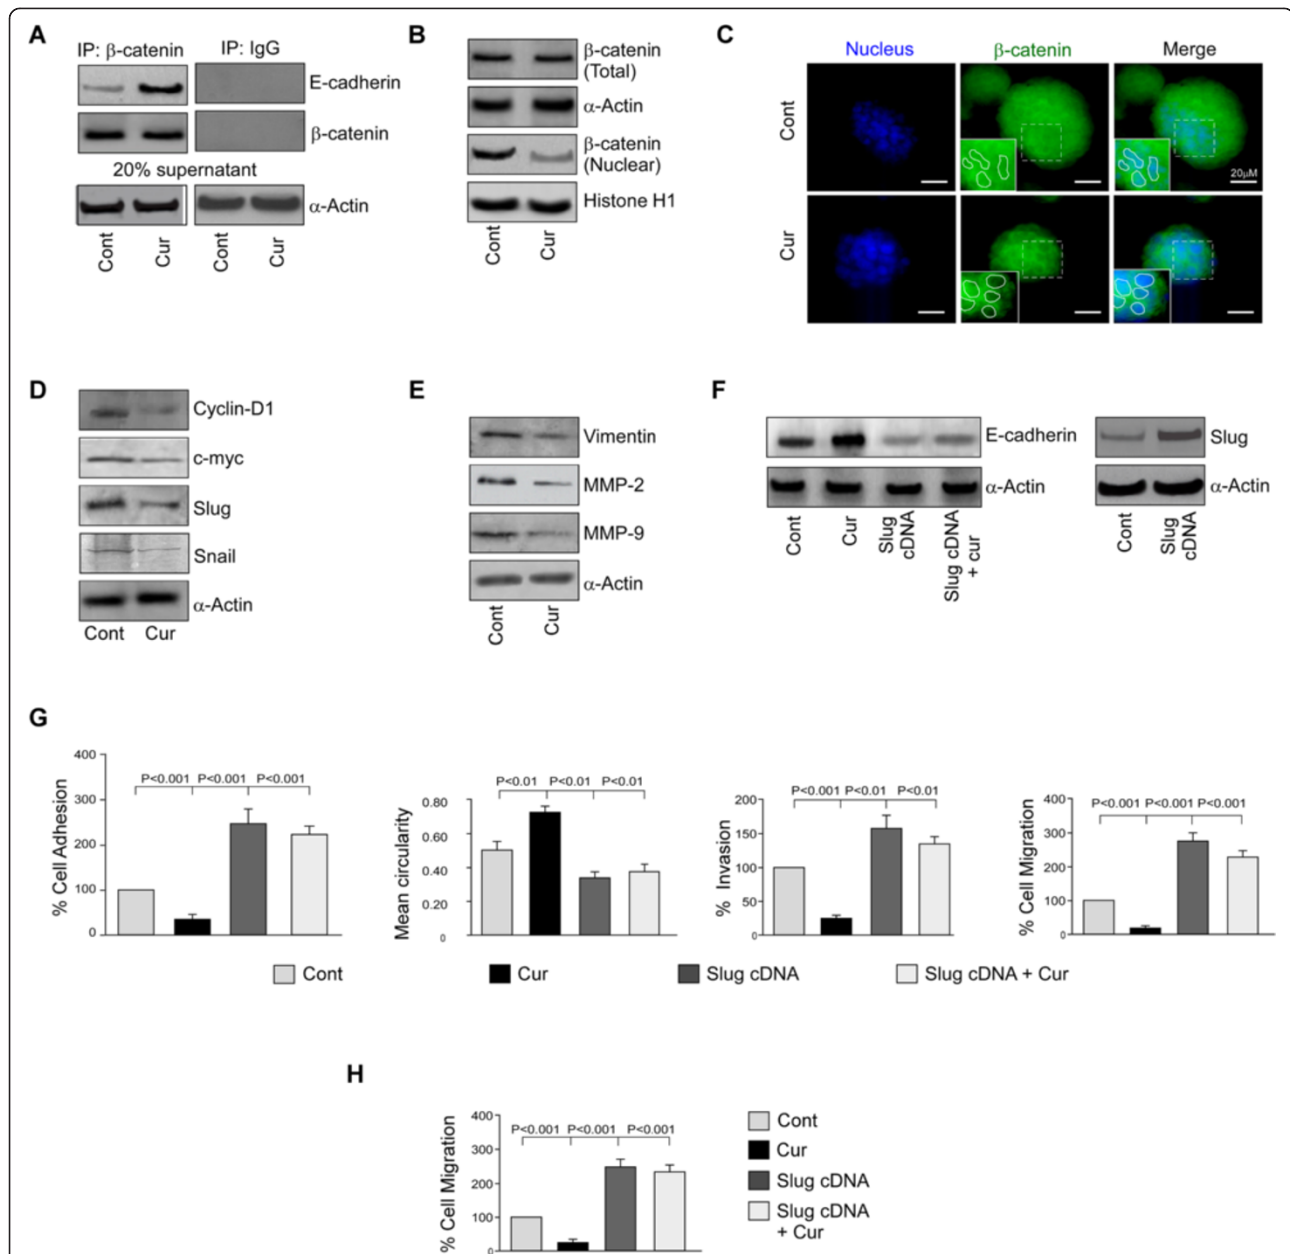 A
IP: β-catenin
IP: IgG
E-cadherin
β-catenin
20% supernatant
α-Actin
Cont
Cur
Cont
Cur
B
β-catenin
(Total)
α-Actin
β-catenin
(Nuclear)
Histone H1
Cont
Cur
C
Nucleus
β-catenin
Merge
Cont
20μM
Cur
D
Cyclin-D1
c-myc
Slug
Snail
α-Actin
Cont Cur
E
Vimentin
MMP-2
MMP-9
α-Actin
Cont
Cur
F
E-cadherin
α-Actin
Cont
Cur
Slug
cDNA
Slug cDNA
+ cur
Slug
α-Actin
Cont
Slug
cDNA
G
% Cell Adhesion
400
300
200
100
0
P<0.001 P<0.001 P<0.001
Mean circularity
0.80
0.60
0.40
0.20
0
P<0.01 P<0.01 P<0.01
% Invasion
200
150
100
50
0
P<0.001 P<0.01 P<0.01
% Cell Migration
400
300
200
100
0
P<0.001 P<0.001 P<0.001
Cont
Cur
Slug cDNA
Slug cDNA + Cur
H
% Cell Migration
400
300
200
100
0
P<0.001 P<0.001 P<0.001
Cont
Cur
Slug cDNA
Slug cDNA
+ Cur